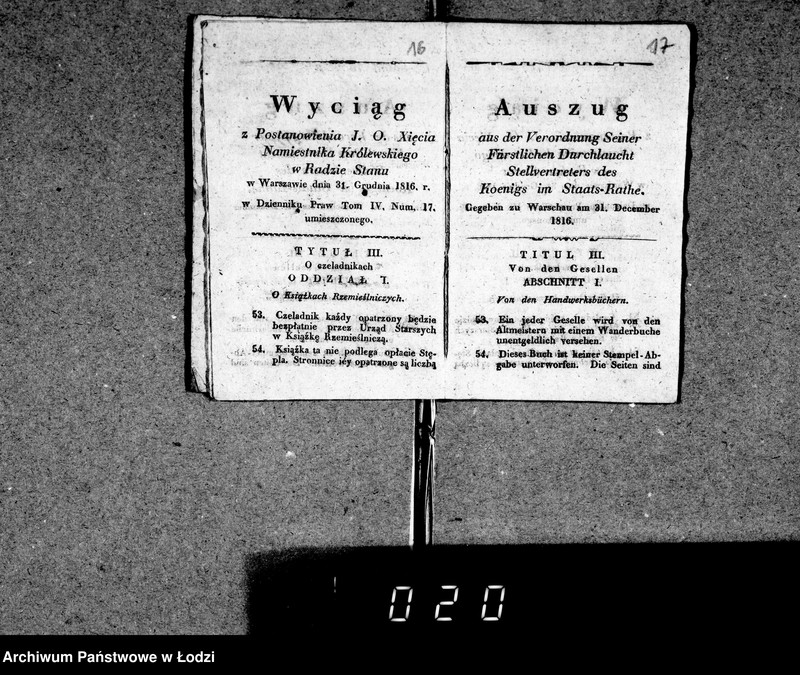 16
Wyciąg
z Postanowienia J. O. Xięcia
Namiestnika Królewskiego
w Radzie Stanu
w Warszawie dnia 31. Grudnia 1816. r.
w Dzienniku Praw Tom IV. Num. 17.
umieszczonego.
TYTUŁ III.
O czeladnikach
ODDZIAŁ I.
O Książkach Rzemieślniczych.
53. Czeladnik każdy opatrzony będzie
bezpłatnie przez Urząd Starszych
w Książkę Rzemieślniczą.
54. Książka ta nie podlega opłacie Stę-
pla. Stronnice iéy opatrzone są liczbą
17
Auszug
aus der Verordnung Seiner
Fürstlichen Durchlaucht
Stellvertreters des
Koenigs im Staats-Rathe.
Gegeben zu Warschau am 31. December
1816.
TITUL III.
Von den Gesellen
ABSCHNITT I.
Von den Handwerksbüchern.
53. Ein jeder Geselle wird von den
Altmeistern mit einem Wanderbuche
unentgeldlich versehen.
54. Dieses Buch ist keiner Stempel-Ab-
gabe unterworfen. Die Seiten sind
020
Archiwum Państwowe w Łodzi